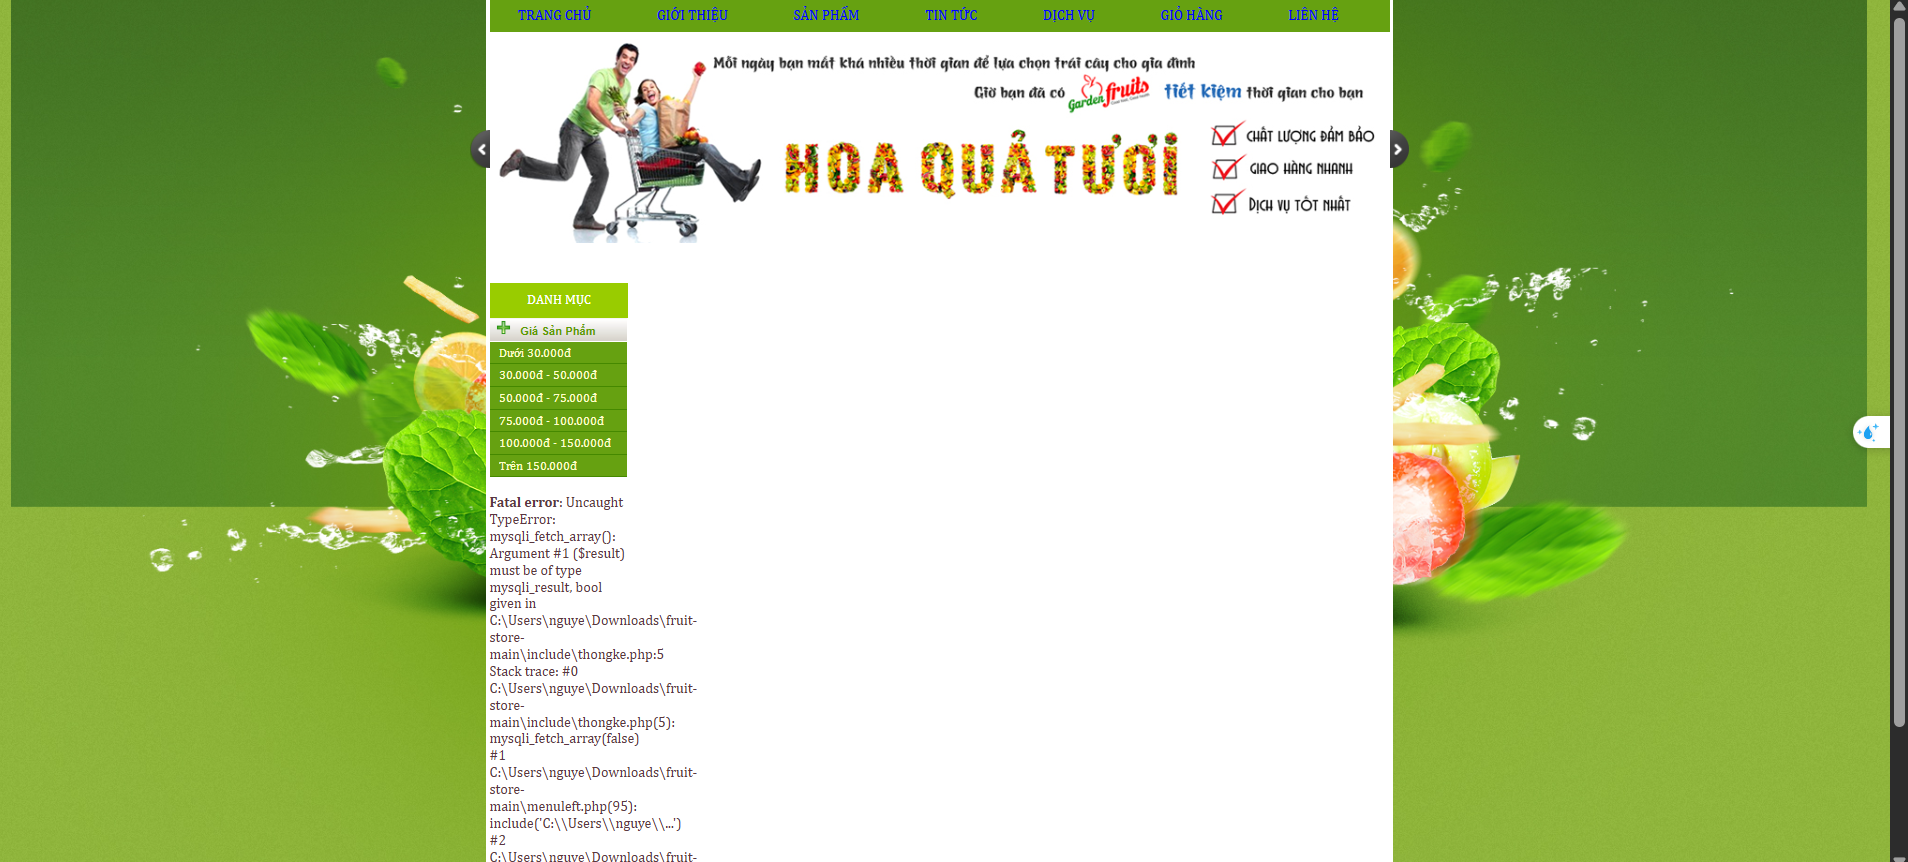 TRANG CHỦ GIỚI THIỆU SẢN PHẨM TIN TỨC DỊCH VỤ GIỎ HÀNG LIÊN HỆ
Mỗi ngày bạn mất khá nhiều thời gian để lựa chọn trái cây cho gia đình
Giờ bạn đã có Garden fruits tiết kiệm thời gian cho bạn
HOA QUẢ TƯƠI
CHẤT LƯỢNG ĐẢM BẢO
GIAO HÀNG NHANH
DỊCH VỤ TỐT NHẤT
DANH MỤC
Giá Sản Phẩm
Dưới 30.000đ
30.000đ - 50.000đ
50.000đ - 75.000đ
75.000đ - 100.000đ
100.000đ - 150.000đ
Trên 150.000đ
Fatal error: Uncaught
TypeError:
mysqli_fetch_array():
Argument #1 ($result)
must be of type
mysqli_result, bool
given in
C:\Users\nguye\Downloads\fruit-
store-
main\include\thongke.php:5
Stack trace: #0
C:\Users\nguye\Downloads\fruit-
store-
main\include\thongke.php(5):
mysqli_fetch_array(false)
#1
C:\Users\nguye\Downloads\fruit-
store-
main\menuleft.php(95):
include('C:\\Users\\nguye\\...')
#2
C:\Users\nguye\Downloads\fruit-